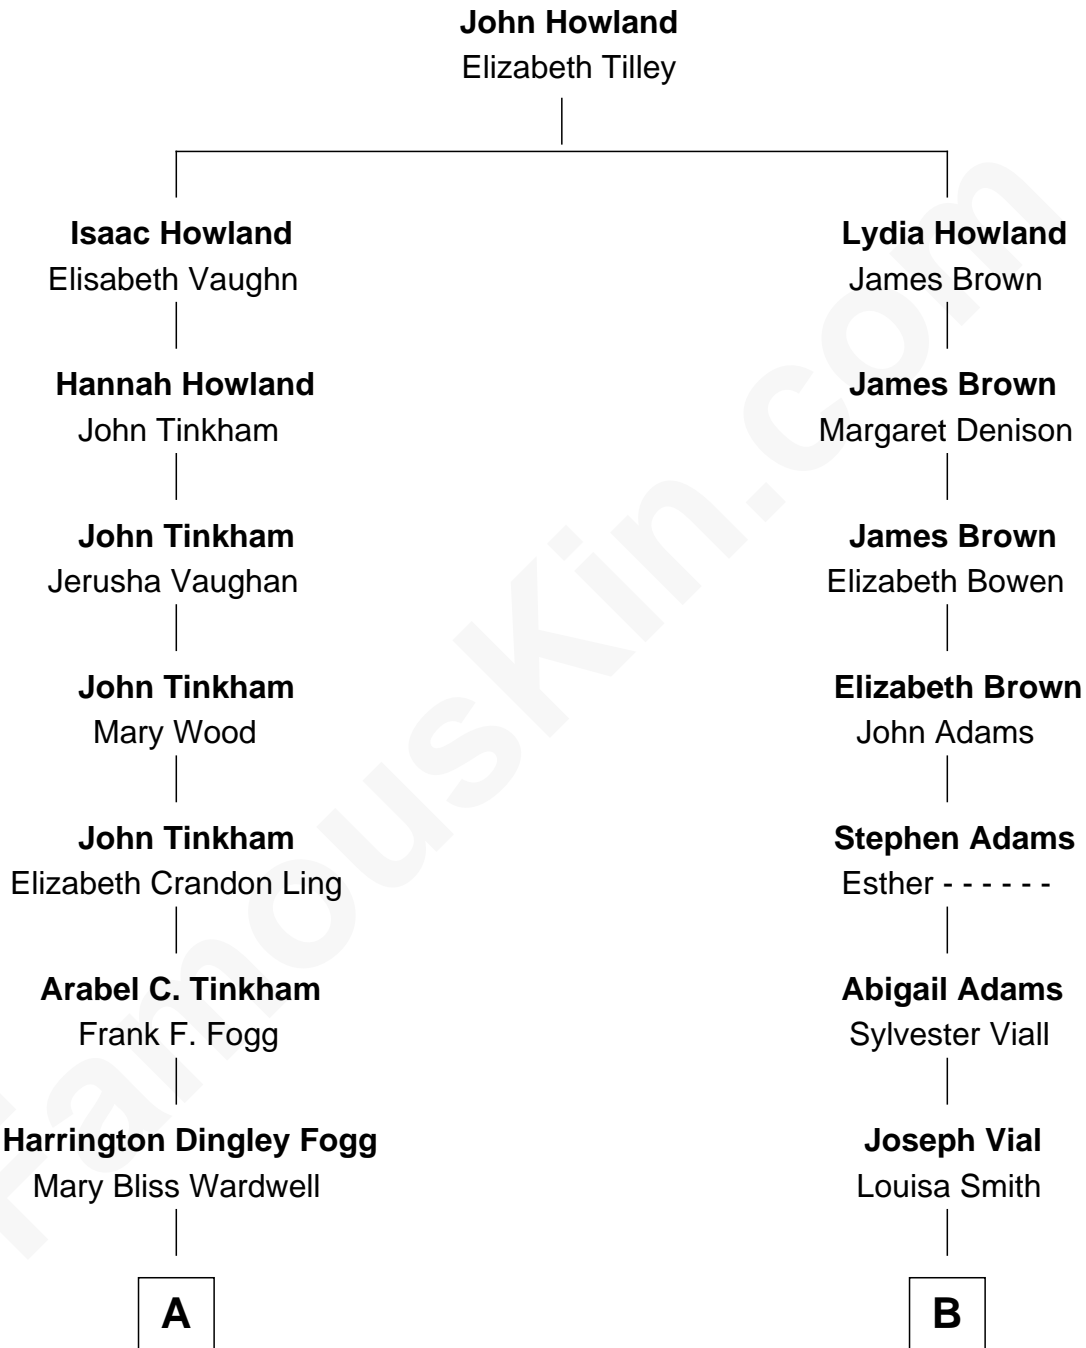 John Howland
Elizabeth Tilley
Isaac Howland
Elisabeth Vaughn
Hannah Howland
John Tinkham
John Tinkham
Jerusha Vaughan
John Tinkham
Mary Wood
John Tinkham
Elizabeth Crandon Ling
Arabel C. Tinkham
Frank F. Fogg
Harrington Dingley Fogg
Mary Bliss Wardwell
A
Lydia Howland
James Brown
James Brown
Margaret Denison
James Brown
Elizabeth Bowen
Elizabeth Brown
John Adams
Stephen Adams
Esther - - - - - -
Abigail Adams
Sylvester Viall
Joseph Vial
Louisa Smith
B
FamousKin.com